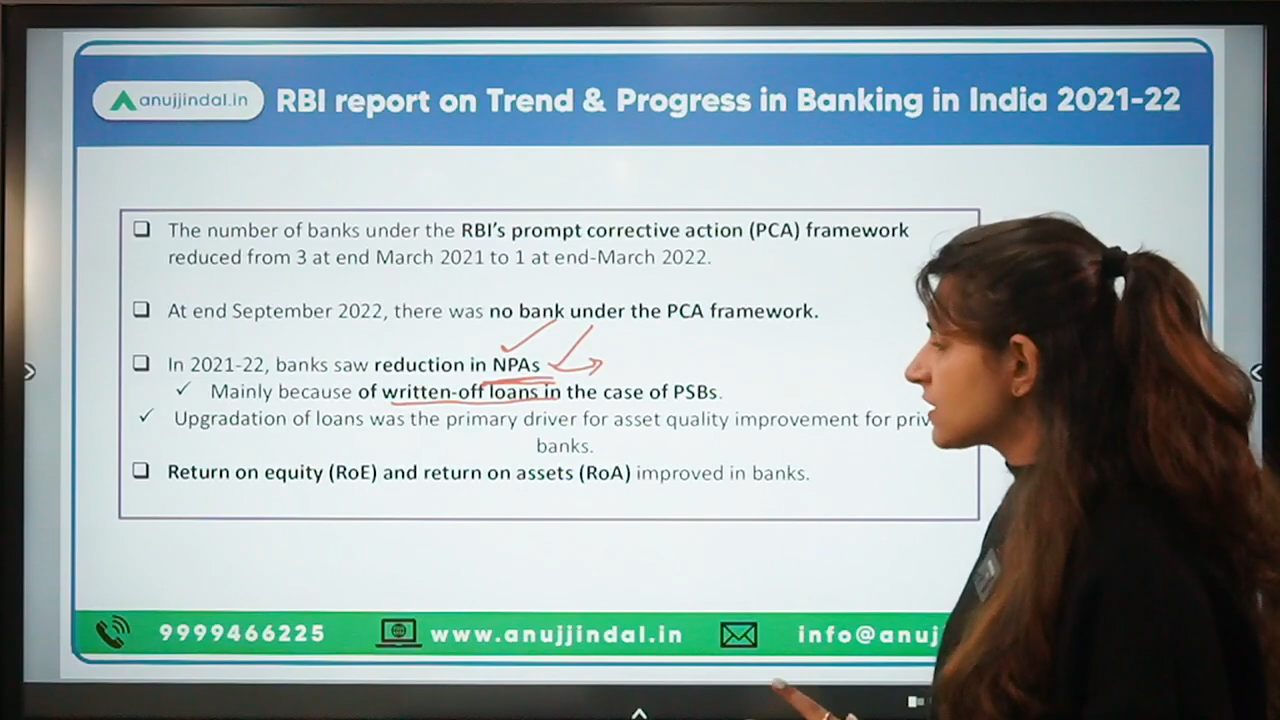 anujjindal.in
RBI report on Trend & Progress in Banking in India 2021-22
The number of banks under the RBI’s prompt corrective action (PCA) framework
reduced from 3 at end March 2021 to 1 at end-March 2022.
At end September 2022, there was no bank under the PCA framework.
In 2021-22, banks saw reduction in NPAs
Mainly because of written-off loans in the case of PSBs.
Upgradation of loans was the primary driver for asset quality improvement for
banks.
Return on equity (RoE) and return on assets (RoA) improved in banks.
9999466225
www.anujjindal.in